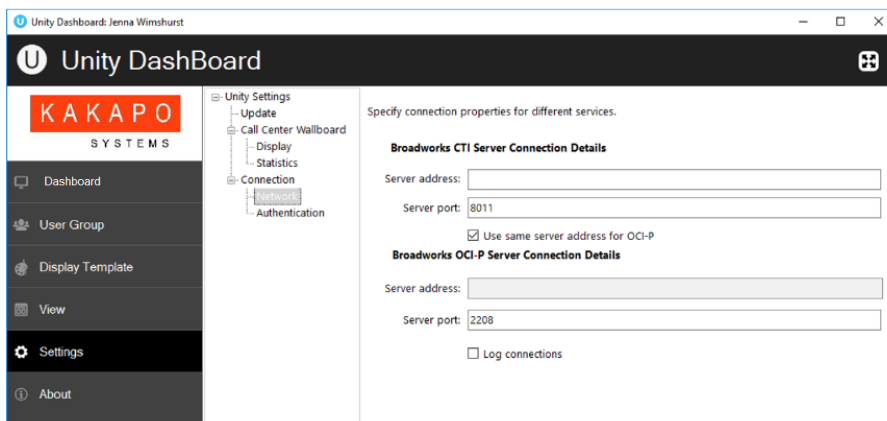 Unity Dashboard: Jenna Wimshurst
U Unity DashBoard
KAKAPO
SYSTEMS
Dashboard
User Group
Display Template
View
Settings
About
Unity Settings
Update
Call Center Wallboard
Display
Statistics
Connection
Network
Authentication
Specify connection properties for different services.
Broadworks CTI Server Connection Details
Server address:
Server port: 8011
Use same server address for OCI-P
Broadworks OCI-P Server Connection Details
Server address:
Server port: 2208
Log connections